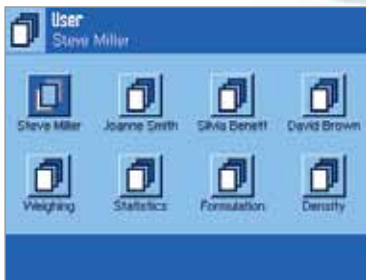 User
Steve Miller
Steve Miller Joanne Smith Silvia Benett David Brown
Weighing Statistics Formulation Density